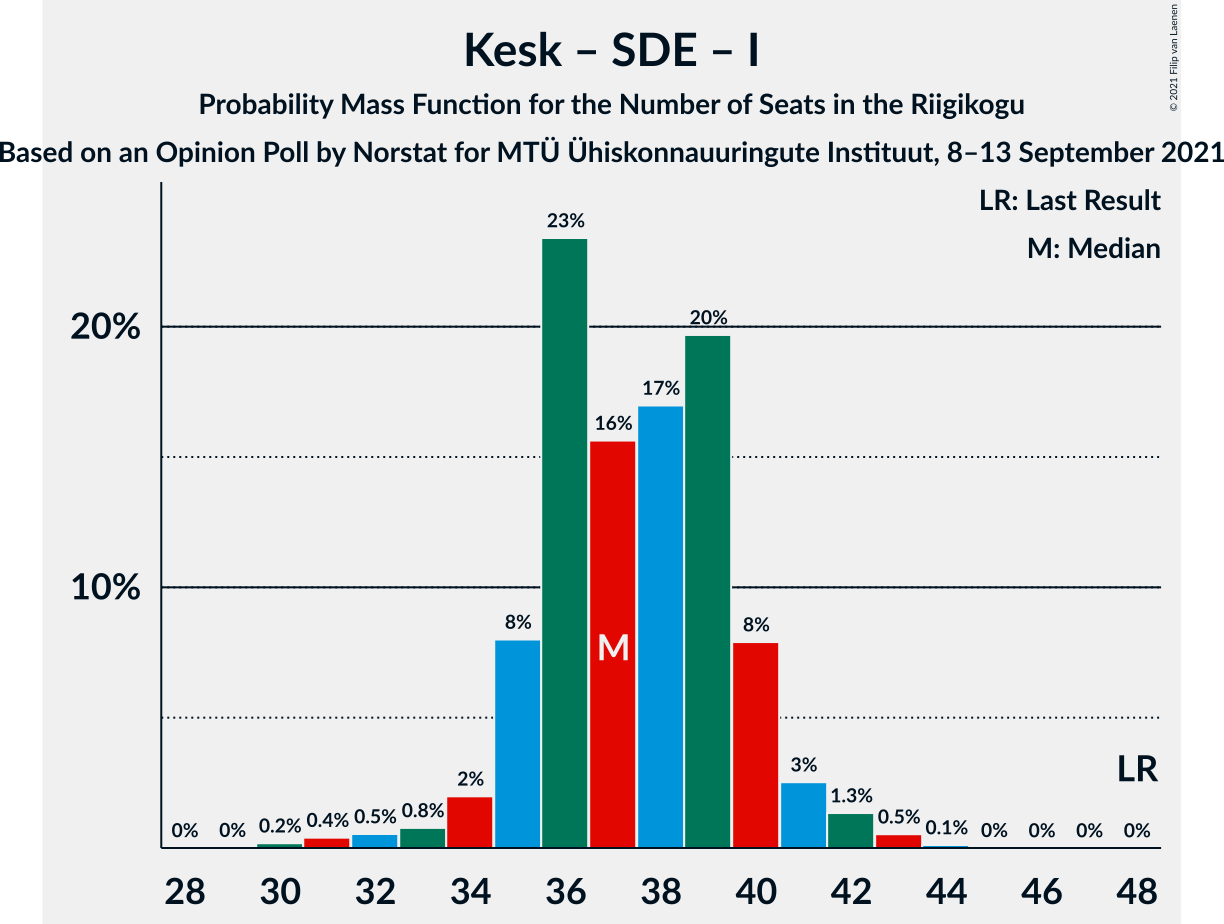 Kesk – SDE – I
Probability Mass Function for the Number of Seats in the Riigikogu
Based on an Opinion Poll by Norstat for MTÜ Ühiskonnauuringute Instituut, 8–13 September 2021
© 2021 Filip van Laenen
LR: Last Result
M: Median
20%
10%
0%
0%
0.2%
0.4%
0.5%
0.8%
2%
8%
23%
16%
17%
20%
8%
3%
1.3%
0.5%
0.1%
0%
0%
0%
0%
M
LR
28 30 32 34 36 38 40 42 44 46 48